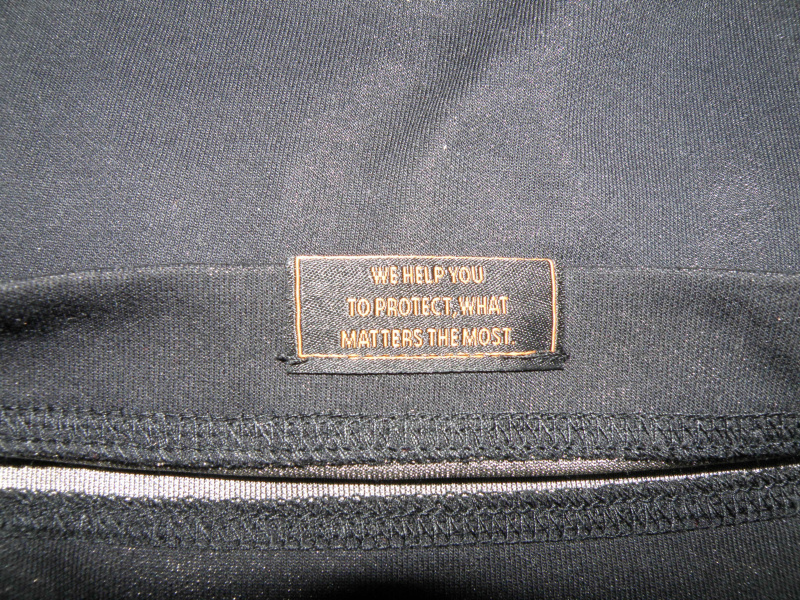 WE HELP YOU
TO PROTECT, WHAT
MATTERS THE MOST.